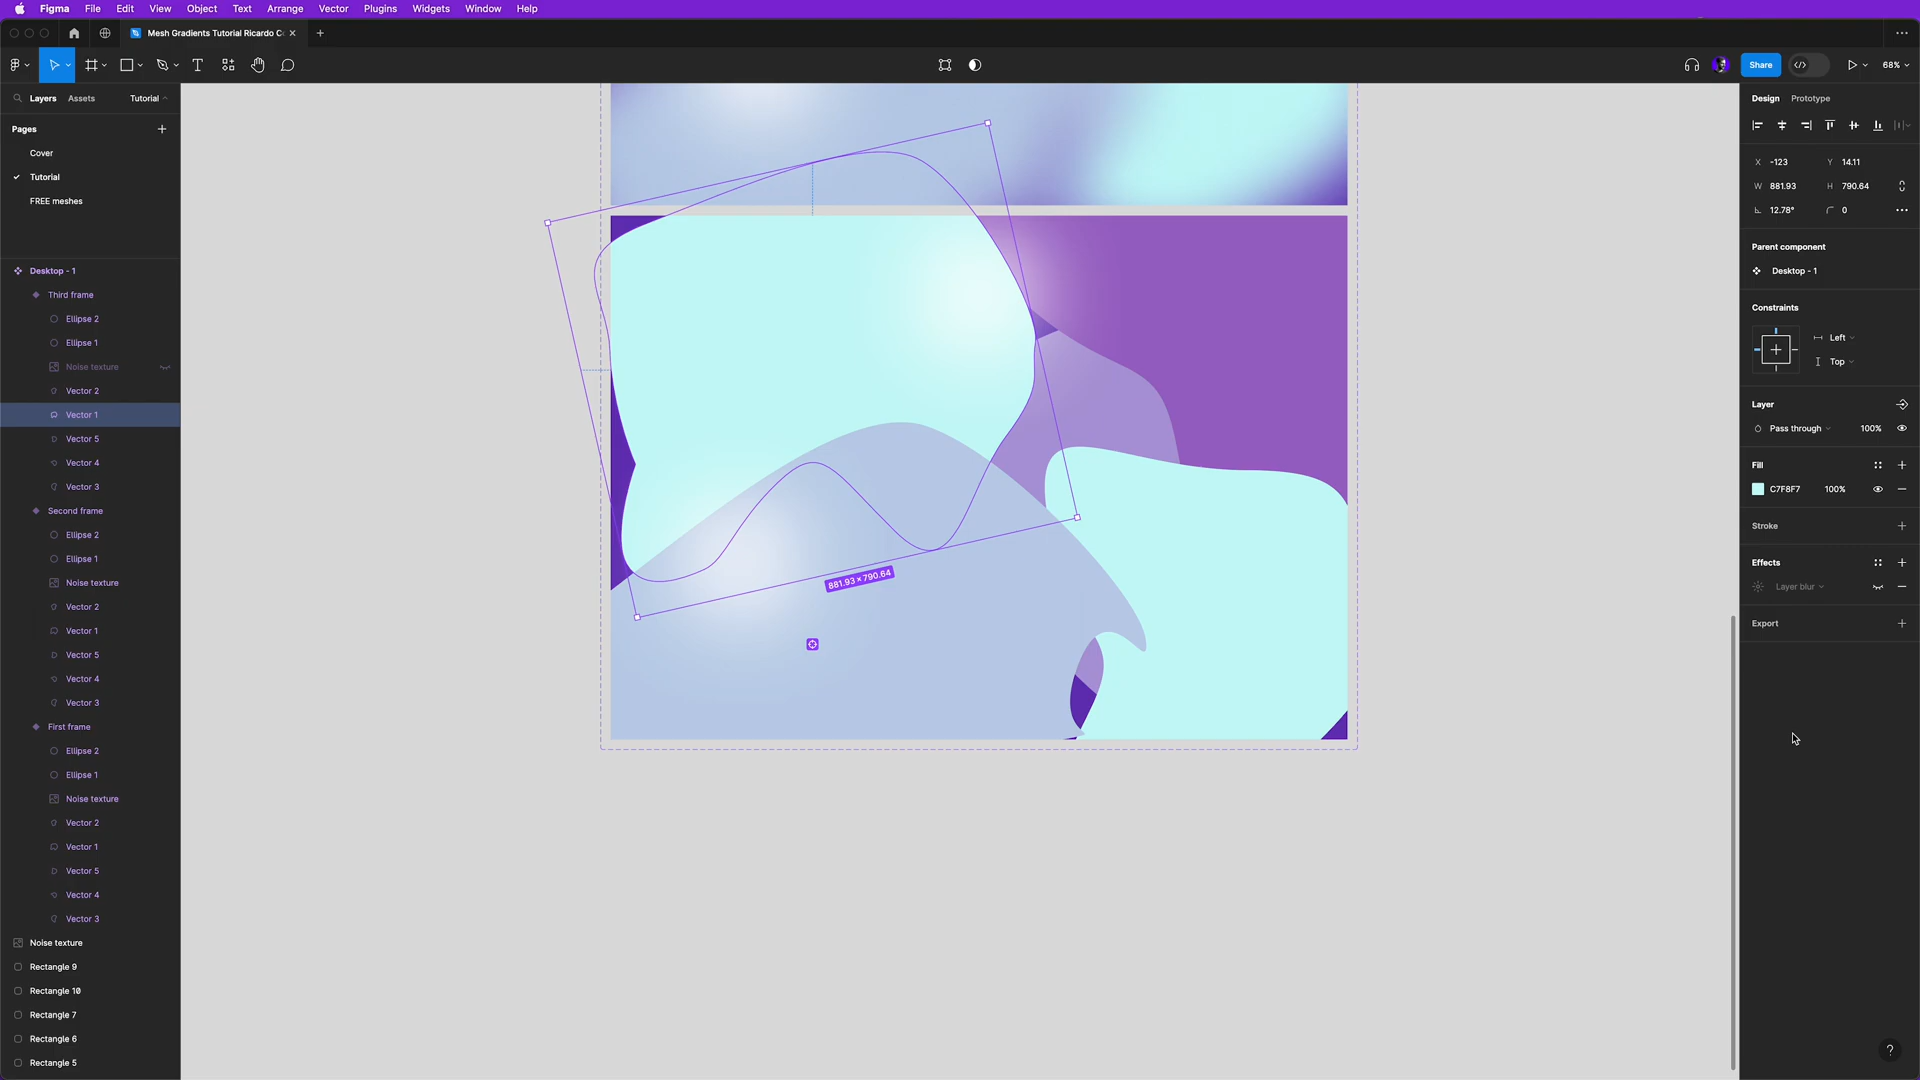 Figma File Edit View Object Text Arrange Vector Plugins Widgets Window Help
Mesh Gradients Tutorial Ricardo C
Share
68%
Layers Assets Tutorial
Pages
Cover
Tutorial
FREE meshes
Desktop - 1
Third frame
Ellipse 2
Ellipse 1
Noise texture
Vector 2
Vector 1
Vector 5
Vector 4
Vector 3
Second frame
Ellipse 2
Ellipse 1
Noise texture
Vector 2
Vector 1
Vector 5
Vector 4
Vector 3
First frame
Ellipse 2
Ellipse 1
Noise texture
Vector 2
Vector 1
Vector 5
Vector 4
Vector 3
Noise texture
Rectangle 9
Rectangle 10
Rectangle 7
Rectangle 6
Rectangle 5
881.93 × 790.64
Design Prototype
X -123 Y 14.11
W 881.93 H 790.64
12.78° 0
Parent component
Desktop - 1
Constraints
Left
Top
Layer
Pass through 100%
Fill
C7F8F7 100%
Stroke
Effects
Layer blur
Export
?